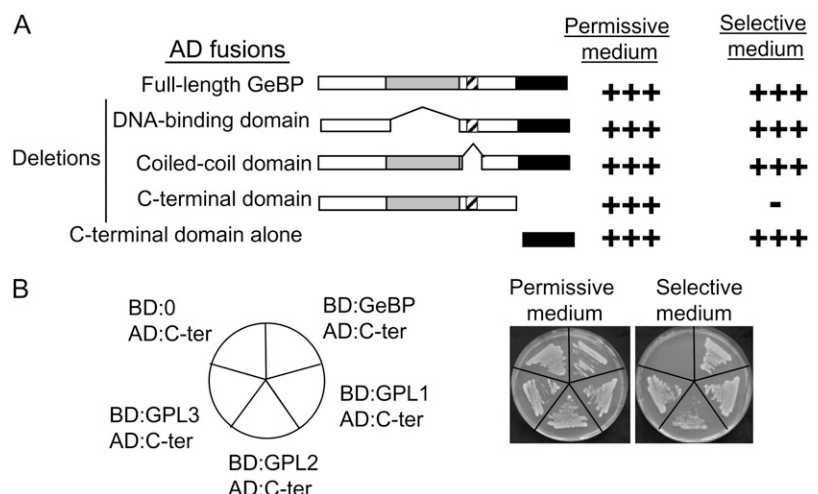 A
AD fusions
Permissive
medium
Selective
medium
Full-length GeBP
+++
+++
Deletions
DNA-binding domain
+++
+++
Coiled-coil domain
+++
+++
C-terminal domain
+++
-
C-terminal domain alone
+++
+++
B
BD:0
AD:C-ter
BD:GeBP
AD:C-ter
BD:GPL1
AD:C-ter
BD:GPL2
AD:C-ter
BD:GPL3
AD:C-ter
Permissive
medium
Selective
medium